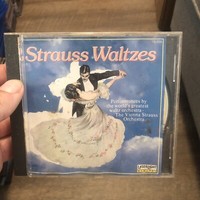 Strauss Waltzes
Performances by
the world's greatest
waltz orchestra
The Vienna Strauss
Orchestra